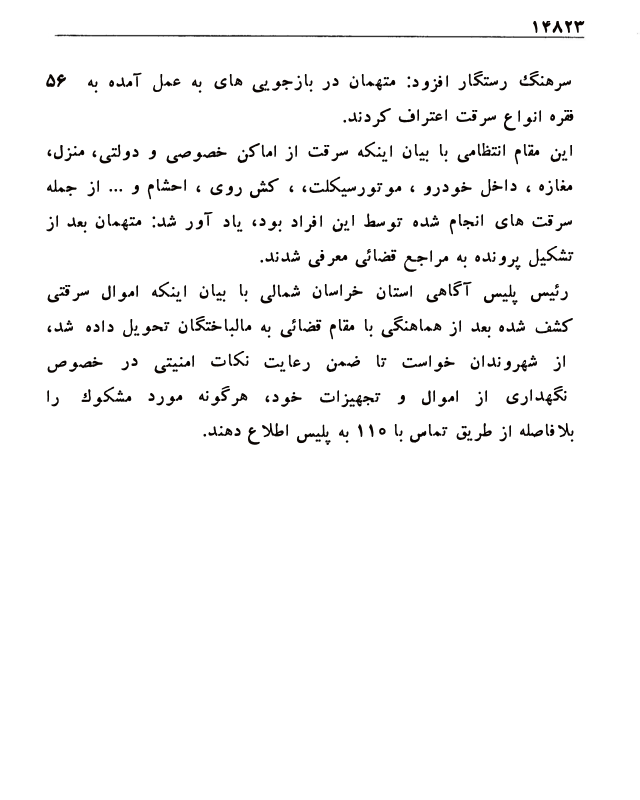 ۱۴۸۲۳
سرهنگ رستگار افزود: متهمان در بازجویی های به عمل آمده به ۵۶
فقره انواع سرقت اعتراف کردند.
این مقام انتظامی با بیان اینکه سرقت از اماکن خصوصی و دولتی، منزل،
مغازه ، داخل خودرو ، موتورسیکلت، ، کش روی ، احشام و ... از جمله
سرقت های انجام شده توسط این افراد بود، یاد آور شد: متهمان بعد از
تشکیل پرونده به مراجع قضائی معرفی شدند.
رئیس پلیس آگاهی استان خراسان شمالی با بیان اینکه اموال سرقتی
کشف شده بعد از هماهنگی با مقام قضائی به مالباختگان تحویل داده شد،
از شهروندان خواست تا ضمن رعایت نکات امنیتی در خصوص
نگهداری از اموال و تجهیزات خود، هرگونه مورد مشکوك را
بلافاصله از طریق تماس با ۱۱۰ به پلیس اطلاع دهند.